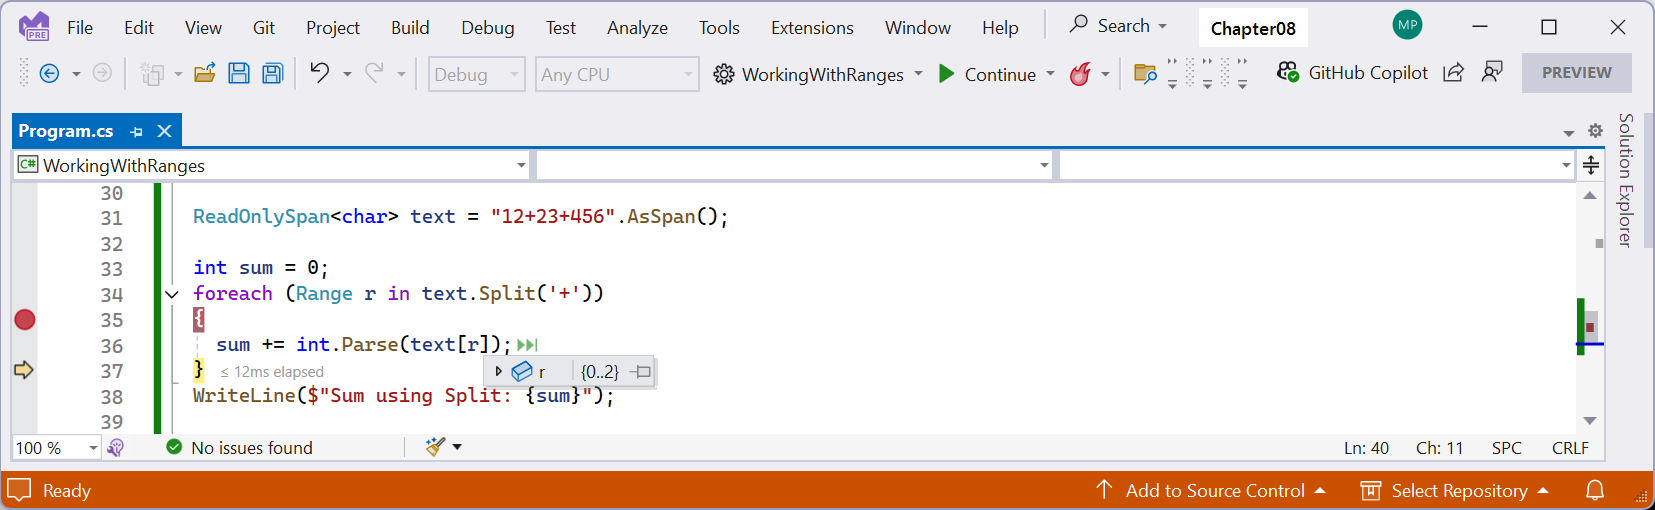 PRE File Edit View Git Project Build Debug Test Analyze Tools Extensions Window Help Search Chapter08 MP
Debug Any CPU WorkingWithRanges Continue GitHub Copilot PREVIEW
Program.cs
Solution Explorer
C# WorkingWithRanges
30
31 ReadOnlySpan<char> text = "12+23+456".AsSpan();
32
33 int sum = 0;
34 foreach (Range r in text.Split('+'))
35 {
36 sum += int.Parse(text[r]);
37 } ≤ 12ms elapsed r {0..2}
38 WriteLine($"Sum using Split: {sum}");
39
100 % No issues found Ln: 40 Ch: 11 SPC CRLF
Ready Add to Source Control Select Repository